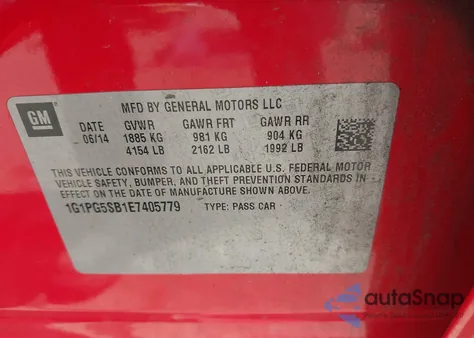 GM
MFD BY GENERAL MOTORS LLC
DATE GVWR GAWR FRT GAWR RR
06/14 1885 KG 981 KG 904 KG
4154 LB 2162 LB 1992 LB
THIS VEHICLE CONFORMS TO ALL APPLICABLE U.S. FEDERAL MOTOR
VEHICLE SAFETY, BUMPER, AND THEFT PREVENTION STANDARDS IN
EFFECT ON THE DATE OF MANUFACTURE SHOWN ABOVE.
1G1PG5SB1E7405779 TYPE: PASS CAR
autoSnap